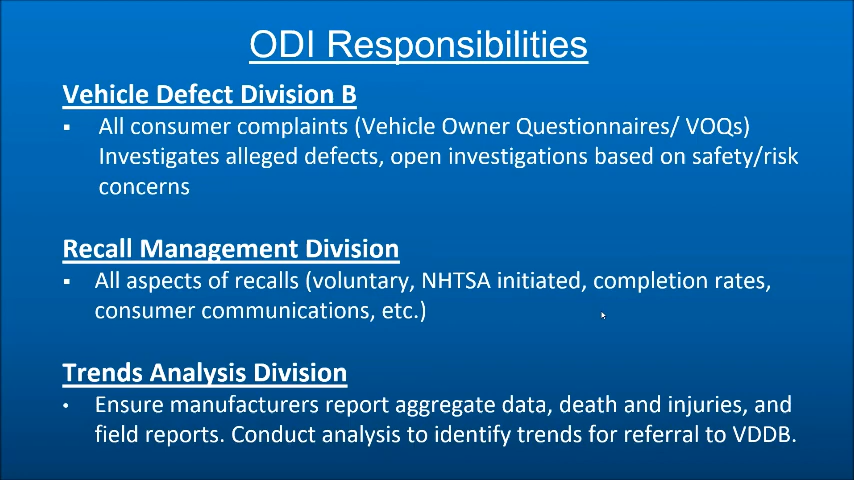 ODI Responsibilities
Vehicle Defect Division B
▪ All consumer complaints (Vehicle Owner Questionnaires/ VOQs)
Investigates alleged defects, open investigations based on safety/risk
concerns
Recall Management Division
▪ All aspects of recalls (voluntary, NHTSA initiated, completion rates,
consumer communications, etc.)
Trends Analysis Division
• Ensure manufacturers report aggregate data, death and injuries, and
field reports. Conduct analysis to identify trends for referral to VDDB.